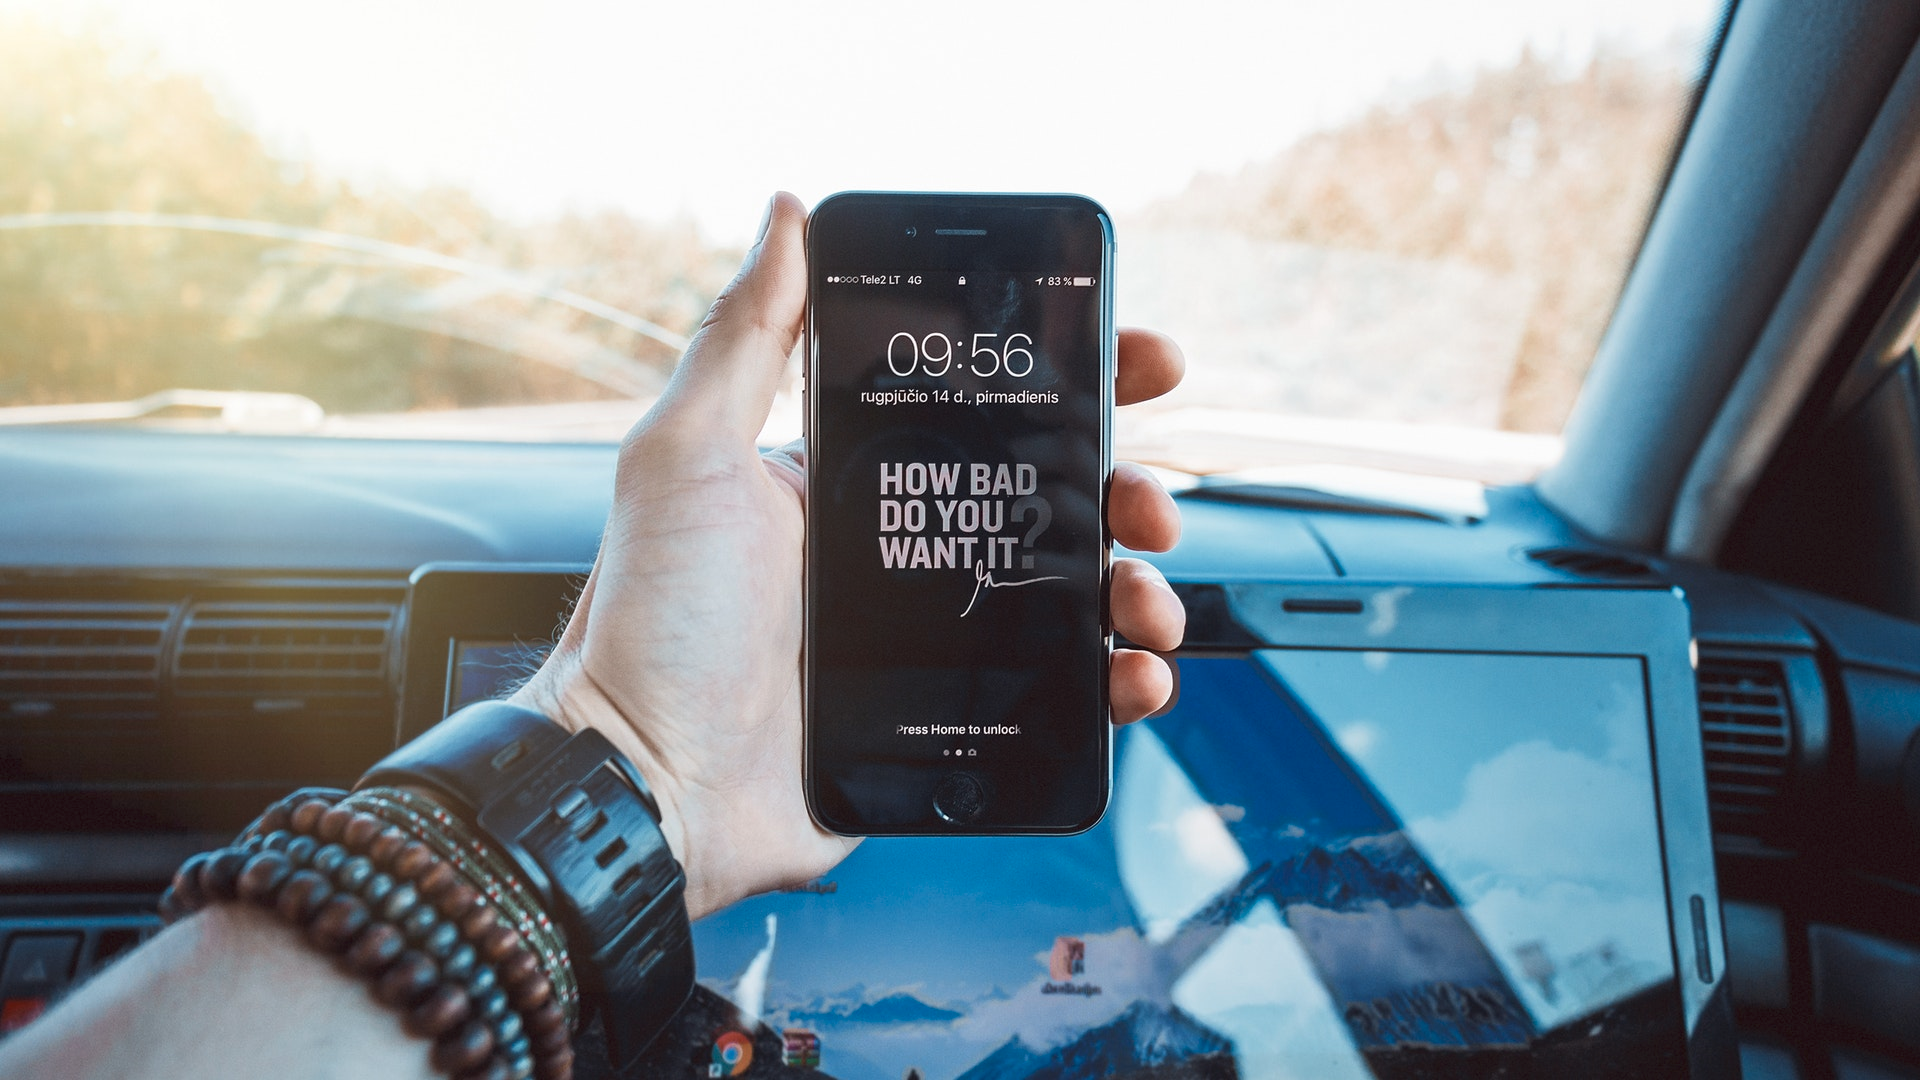 Tele2 LT 4G 83 %
09:56
rugpjūčio 14 d., pirmadienis
HOW BAD
DO YOU
WANT IT?
Press Home to unlock